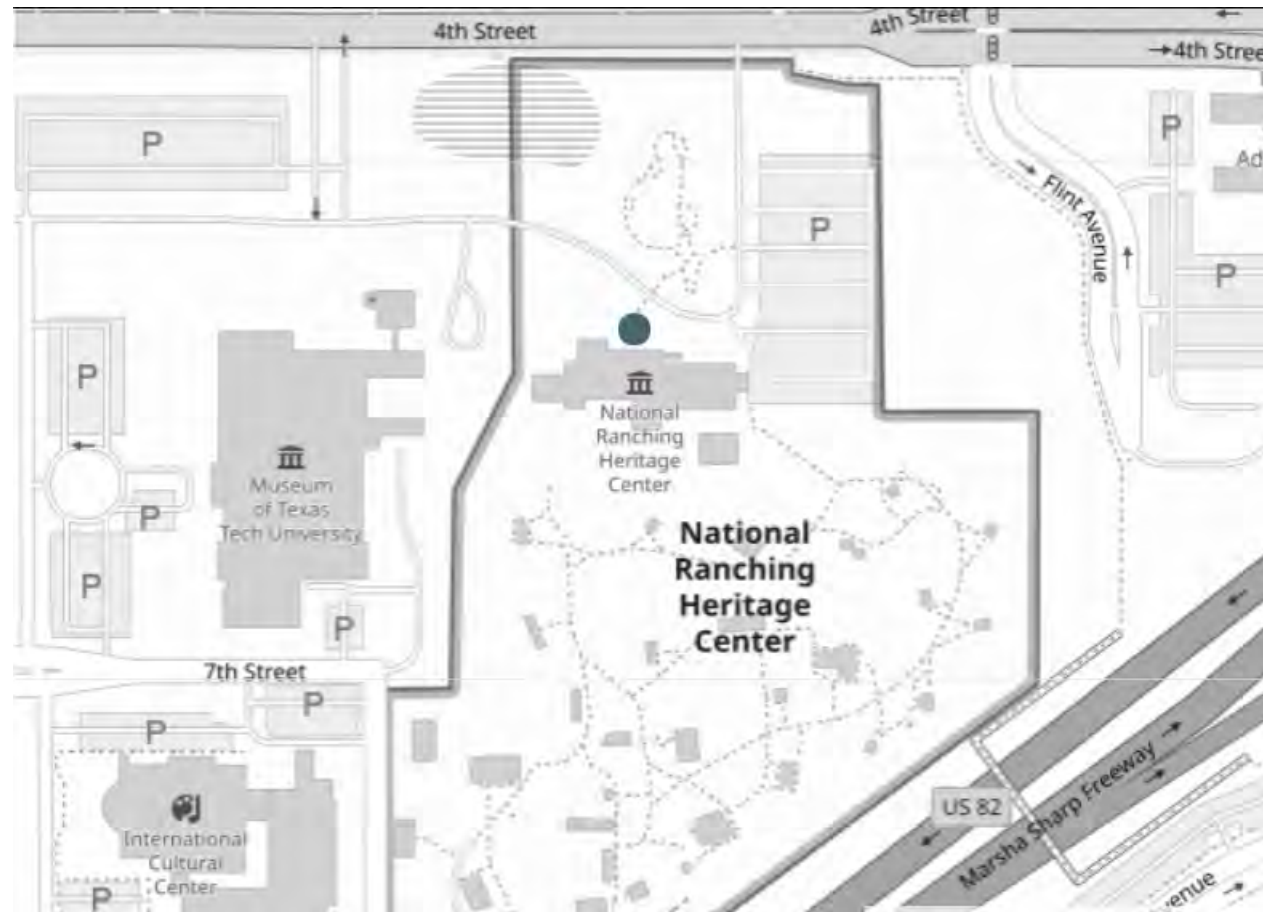 4th Street
4th Street
4th Stree
P
P
Ad
Flint Avenue
P
P
P
National
Ranching
Heritage
Center
Museum
of Texas
Tech University
P
National
Ranching
Heritage
Center
P
P
7th Street
P
P
US 82
Marsha Sharp Freeway
International
Cultural
Center
P
venue